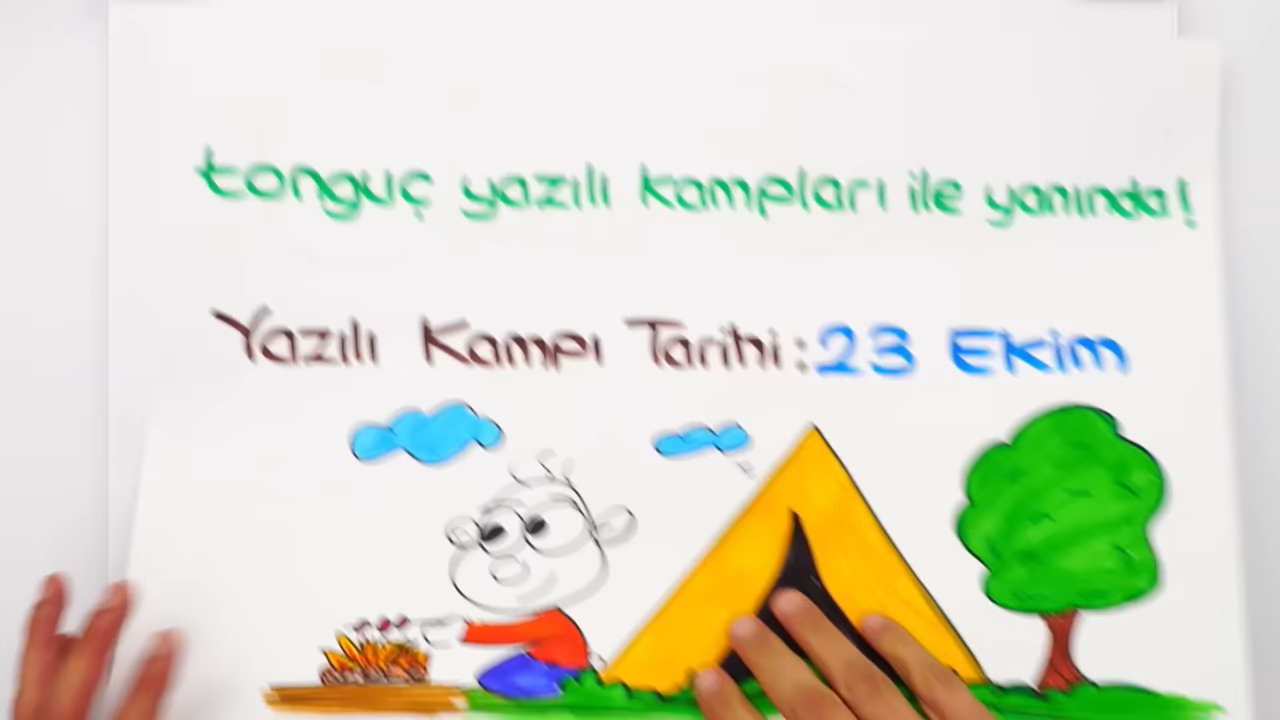 tonguç yazılı kampları ile yanında!
Yazılı Kampı Tarihi: 23 Ekim